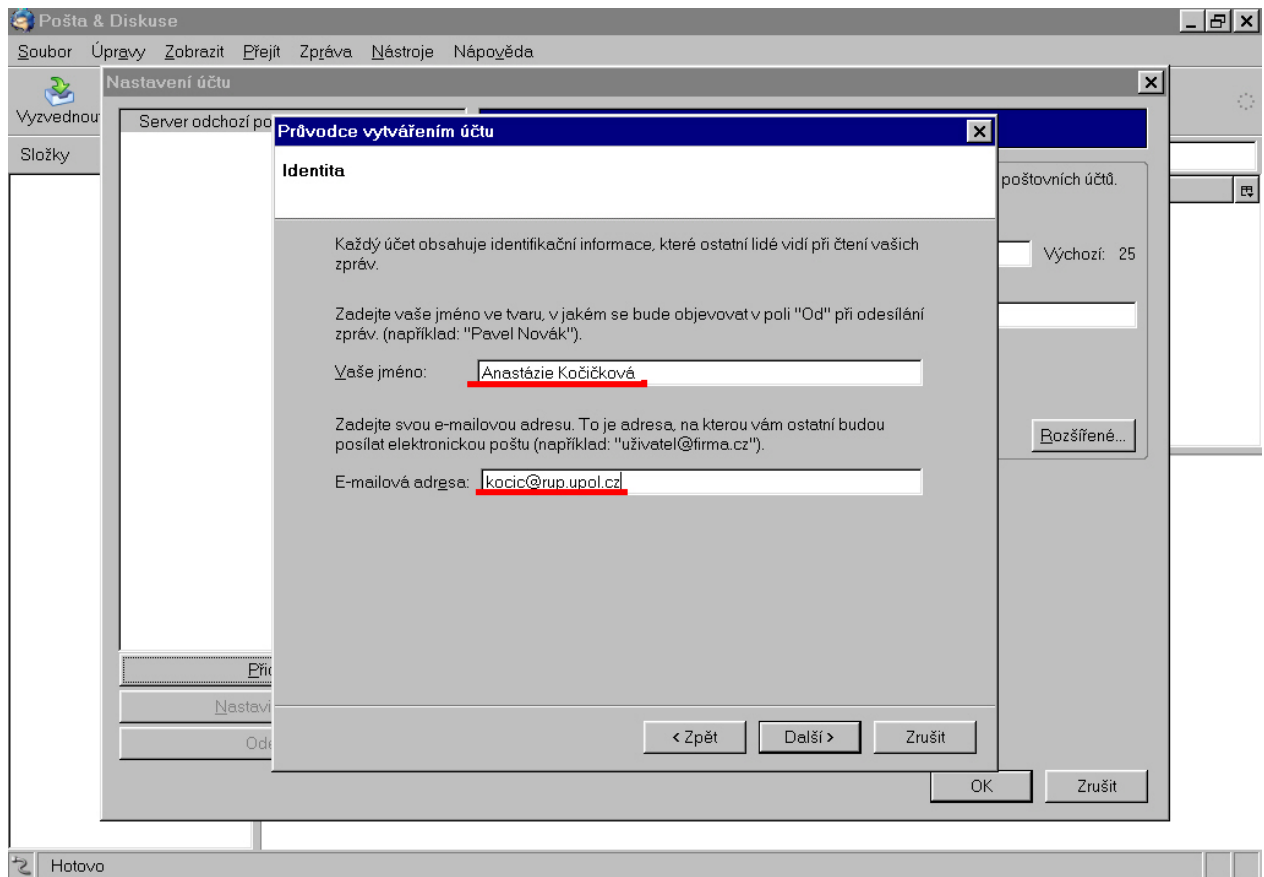 Pošta & Diskuse
Soubor Úpravy Zobrazit Přejít Zpráva Nástroje Nápověda
Nastavení účtu
Vyzvednou
Server odchozí po
Průvodce vytvářením účtu
Složky
Identita
poštovních účtů.
Každý účet obsahuje identifikační informace, které ostatní lidé vidí při čtení vašich
zpráv.
Výchozí: 25
Zadejte vaše jméno ve tvaru, v jakém se bude objevovat v poli "Od" při odesílání
zpráv. (například: "Pavel Novák").
Vaše jméno: Anastázie Kočičková
Zadejte svou e-mailovou adresu. To je adresa, na kterou vám ostatní budou
posílat elektronickou poštu (například: "uživatel@firma.cz").
Rozšířené...
E-mailová adresa: kocic@rup.upol.cz
Přid
Nastavi
Ode
< Zpět Další > Zrušit
OK Zrušit
Hotovo